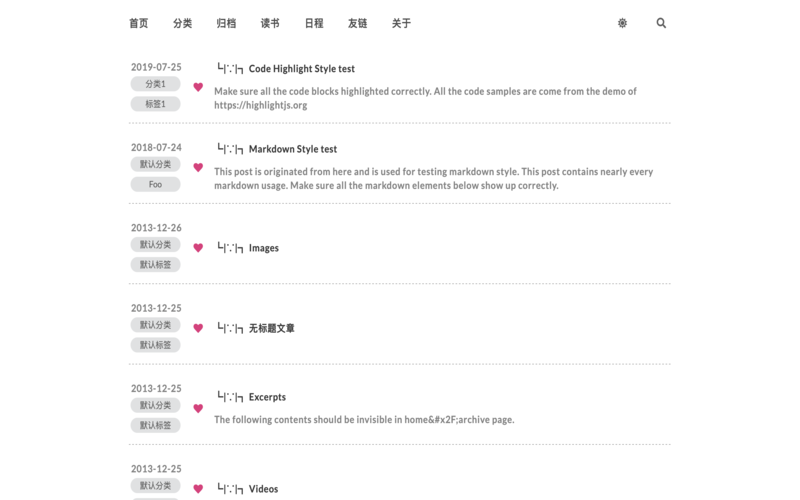 首页 分类 归档 读书 日程 友链 关于
2019-07-25
分类1
标签1
┗|｀O′|┓ Code Highlight Style test
Make sure all the code blocks highlighted correctly. All the code samples are come from the demo of
https://highlightjs.org
2018-07-24
默认分类
Foo
┗|∵|┓ Markdown Style test
This post is originated from here and is used for testing markdown style. This post contains nearly every
markdown usage. Make sure all the markdown elements below show up correctly.
2013-12-26
默认分类
默认标签
┗|∵|┓ Images
2013-12-25
默认分类
默认标签
┗|∵|┓ 无标题文章
2013-12-25
默认分类
默认标签
┗|∵|┓ Excerpts
The following contents should be invisible in home&#x2F;archive page.
2013-12-25
默认分类
┗|∵|┓ Videos